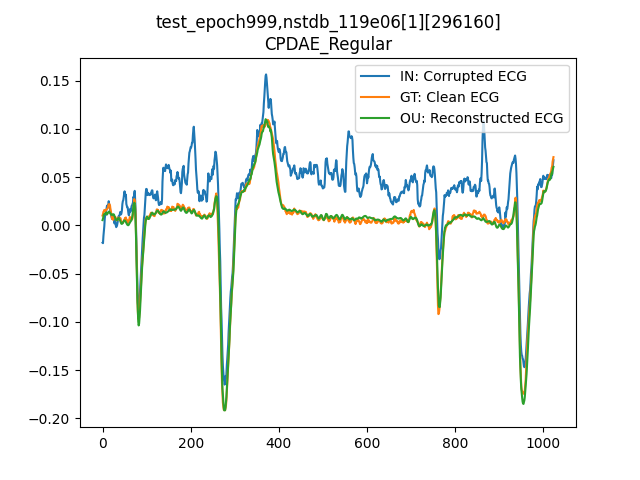 test_epoch999,nstdb_119e06[1][296160]
CPDAE_Regular
IN: Corrupted ECG
GT: Clean ECG
OU: Reconstructed ECG
0.15
0.10
0.05
0.00
−0.05
−0.10
−0.15
−0.20
0 200 400 600 800 1000